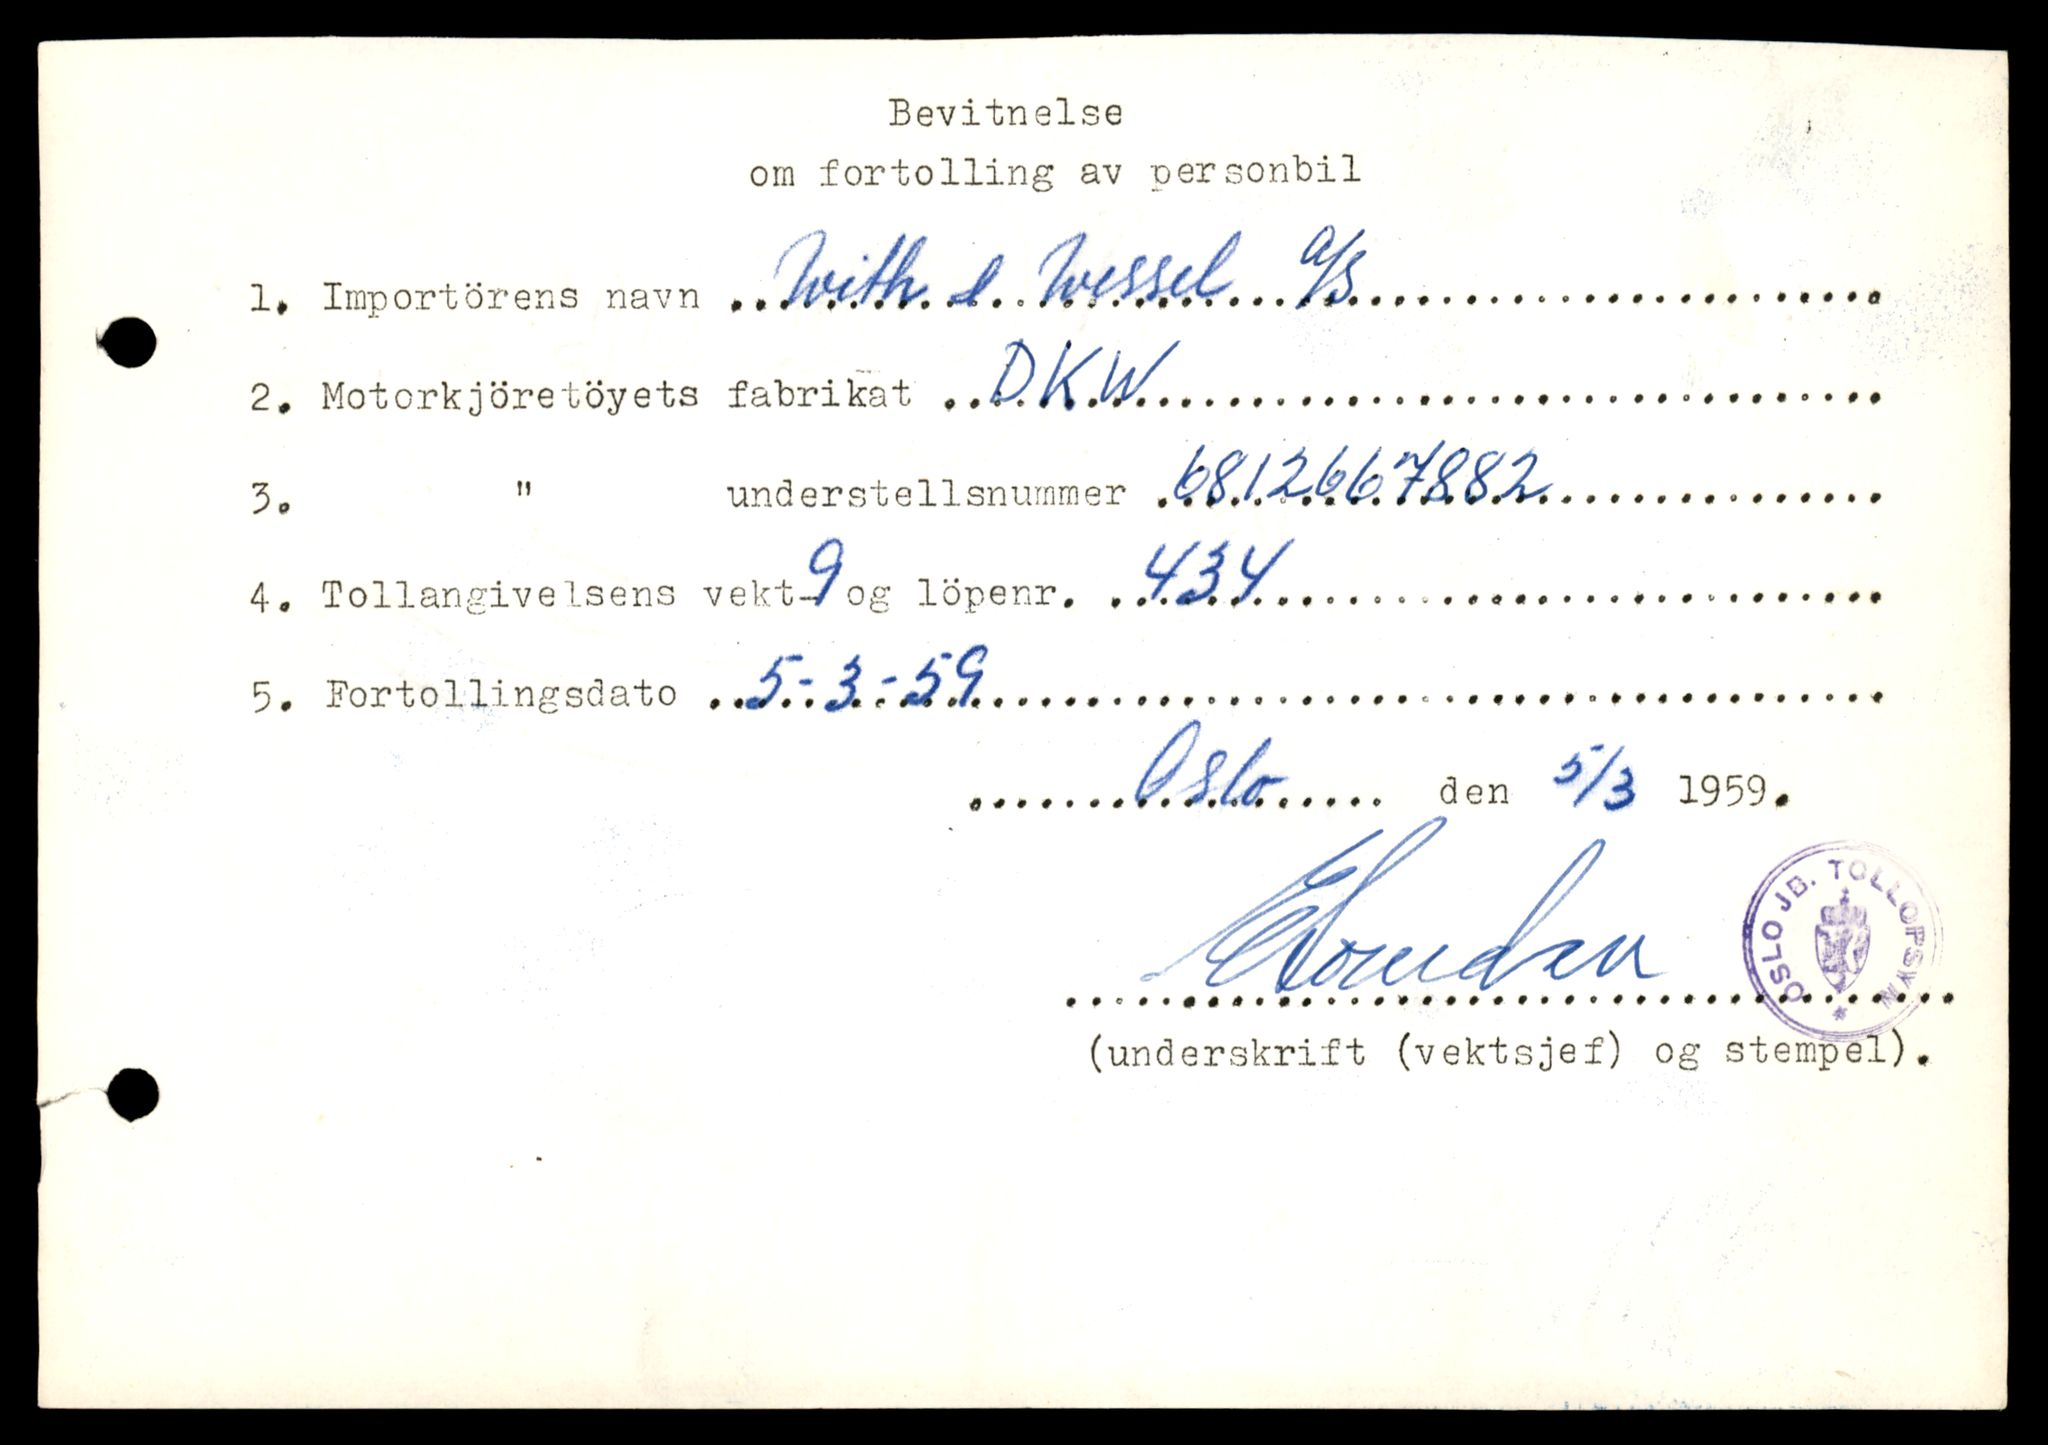 Bevitnelse
om fortolling av personbil
1. Importörens navn With & Wessel A/S
2. Motorkjöretöyets fabrikat DKW
3. " understellsnummer 6812667882
4. Tollangivelsens vekt-9 og löpenr. 434
5. Fortollingsdato 5-3-59
Oslo den 5/3 1959.
OSLO JB. TOLLOPSYN
(underskrift (vektsjef) og stempel).